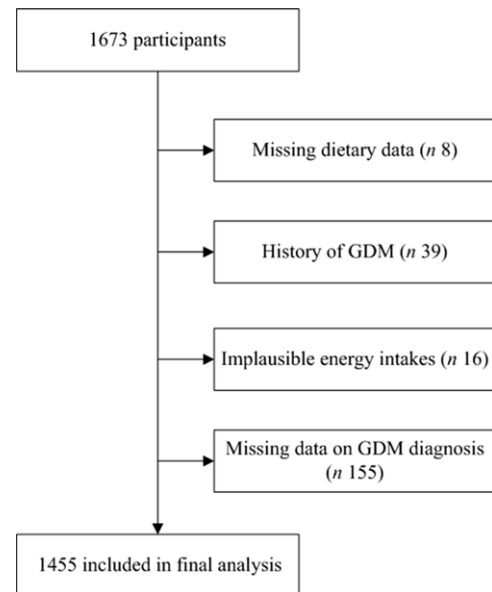 1673 participants
Missing dietary data (n 8)
History of GDM (n 39)
Implausible energy intakes (n 16)
Missing data on GDM diagnosis
(n 155)
1455 included in final analysis